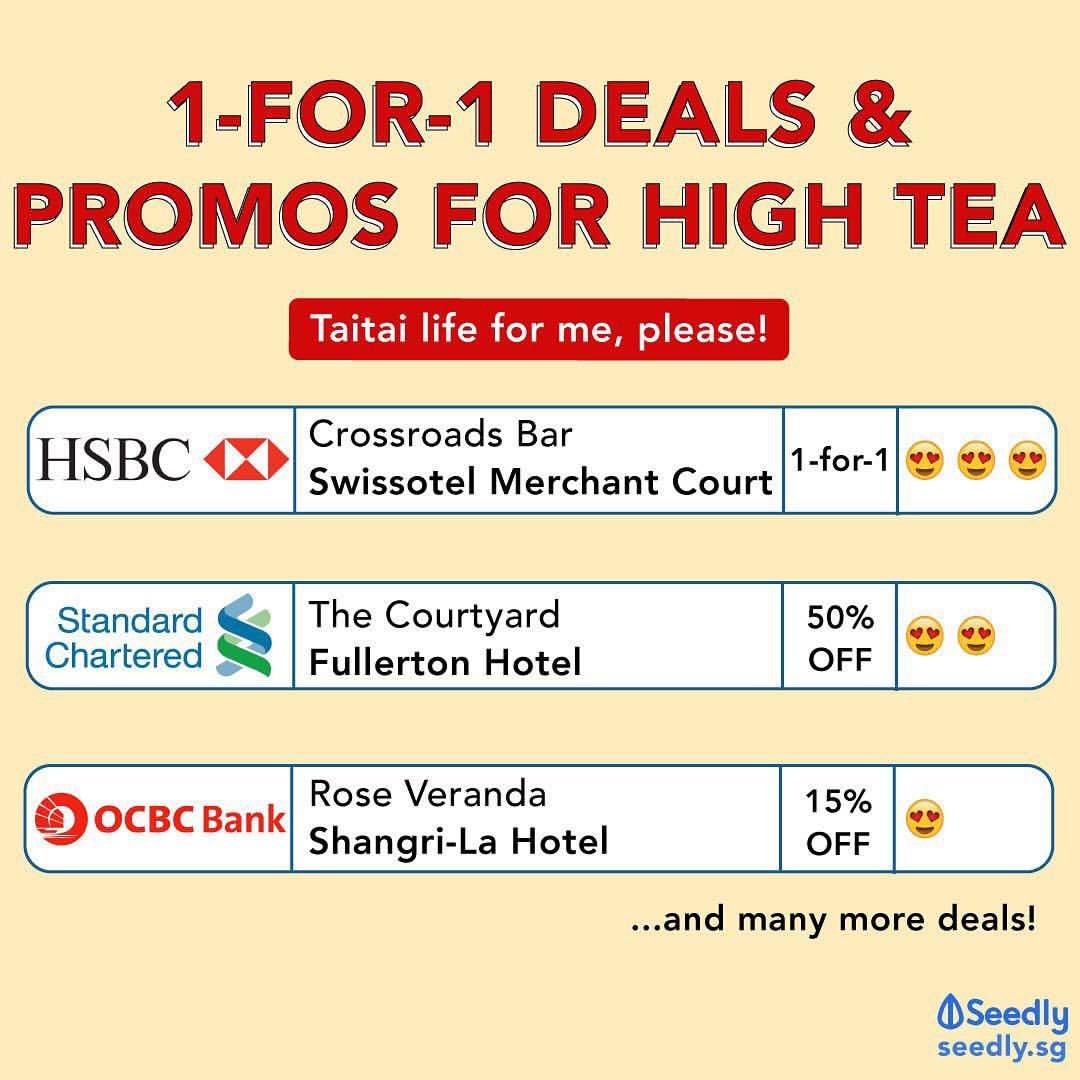 1-FOR-1 DEALS &
PROMOS FOR HIGH TEA
Taitai life for me, please!
HSBC
Crossroads Bar
Swissotel Merchant Court
1-for-1
Standard
Chartered
The Courtyard
Fullerton Hotel
50%
OFF
OCBC Bank
Rose Veranda
Shangri-La Hotel
15%
OFF
...and many more deals!
Seedly
seedly.sg